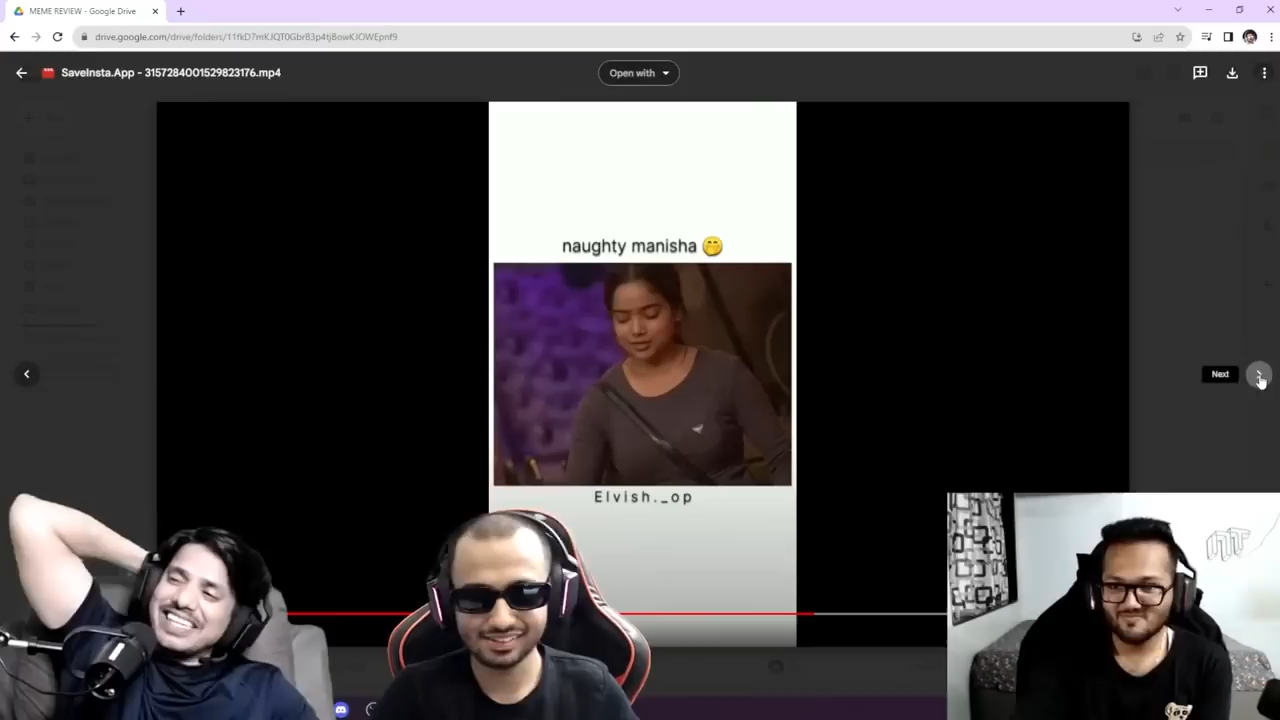 MEME REVIEW - Google Drive
drive.google.com/drive/folders/11fkD7mKJQT0GbrB3p4tj8owKJOWEpnf9
SaveInsta.App - 3157284001529823176.mp4
Open with
naughty manisha 🤭
Next
Elvish._op